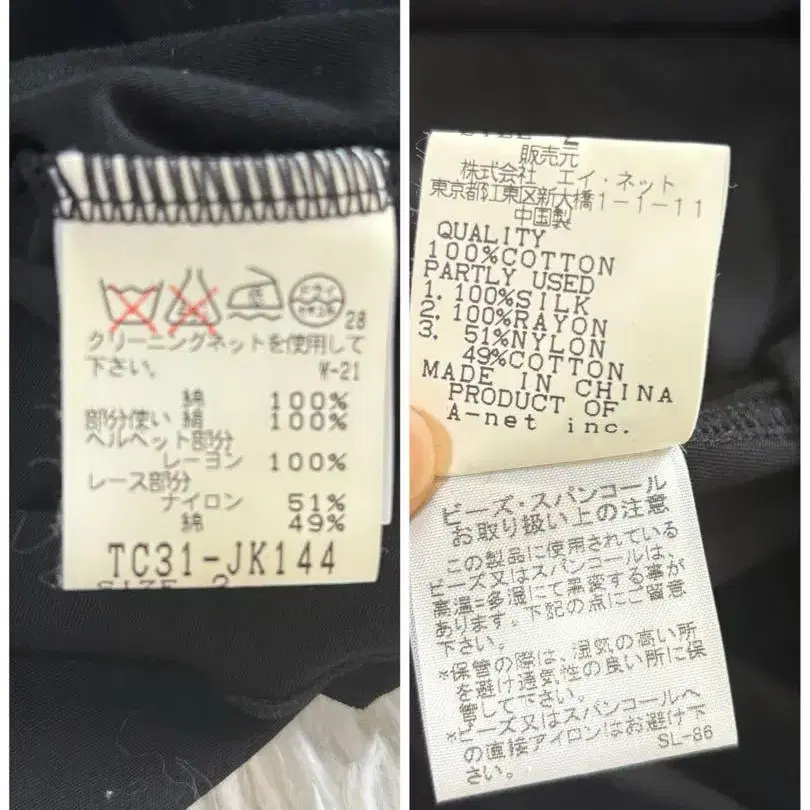 28
クリーニングネットを使用して
下さい。
¥-21
綿 100%
部分使い 絹 100%
ベルベット部分
レーヨン 100%
レース部分
ナイロン 51%
綿 49%
TC31-JK144
SIZE 2
SIZE 2
販売元
株式会社 エイ・ネット
東京都江東区新大橋1-1-11
中国製
QUALITY
100%COTTON
PARTLY USED
1. 100%SILK
2. 100%RAYON
3. 51%NYLON
49%COTTON
MADE IN CHINA
PRODUCT OF
A-net inc.
ビーズ・スパンコール
お取り扱い上の注意
この製品に使用されている
ビーズ又はスパンコールは、
高温・多湿にて黒変する事が
あります。下記の点にご留意
下さい。
*保管の際は、湿気の高い所
を避け通気性の良い所に保
管して下さい。
*ビーズ又はスパンコールへ
の直接アイロンはお避け下
さい。
SL-86